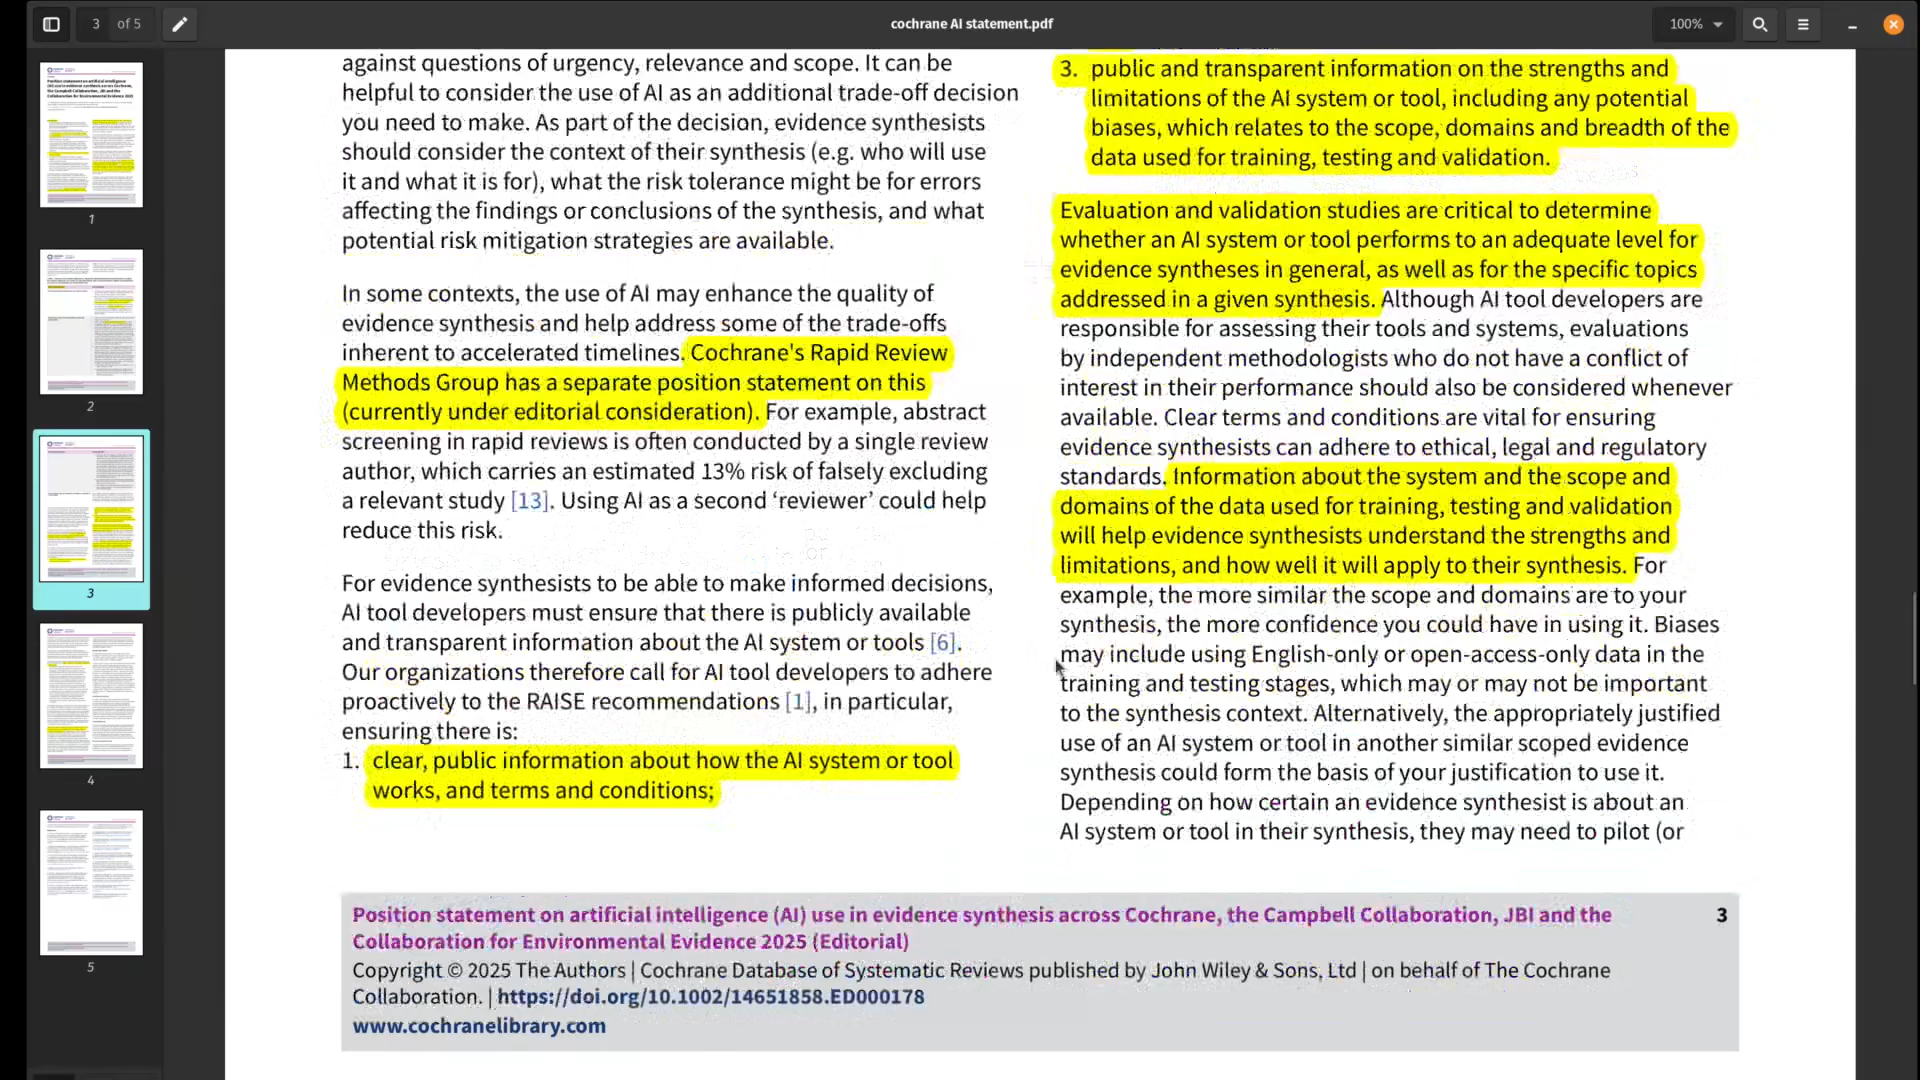 3 of 5
cochrane AI statement.pdf
100%
1
2
3
4
5
against questions of urgency, relevance and scope. It can be
helpful to consider the use of AI as an additional trade-off decision
you need to make. As part of the decision, evidence synthesists
should consider the context of their synthesis (e.g. who will use
it and what it is for), what the risk tolerance might be for errors
affecting the findings or conclusions of the synthesis, and what
potential risk mitigation strategies are available.
In some contexts, the use of AI may enhance the quality of
evidence synthesis and help address some of the trade-offs
inherent to accelerated timelines. Cochrane's Rapid Review
Methods Group has a separate position statement on this
(currently under editorial consideration). For example, abstract
screening in rapid reviews is often conducted by a single review
author, which carries an estimated 13% risk of falsely excluding
a relevant study [13]. Using AI as a second ‘reviewer’ could help
reduce this risk.
For evidence synthesists to be able to make informed decisions,
AI tool developers must ensure that there is publicly available
and transparent information about the AI system or tools [6].
Our organizations therefore call for AI tool developers to adhere
proactively to the RAISE recommendations [1], in particular,
ensuring there is:
1. clear, public information about how the AI system or tool
works, and terms and conditions;
3. public and transparent information on the strengths and
limitations of the AI system or tool, including any potential
biases, which relates to the scope, domains and breadth of the
data used for training, testing and validation.
Evaluation and validation studies are critical to determine
whether an AI system or tool performs to an adequate level for
evidence syntheses in general, as well as for the specific topics
addressed in a given synthesis. Although AI tool developers are
responsible for assessing their tools and systems, evaluations
by independent methodologists who do not have a conflict of
interest in their performance should also be considered whenever
available. Clear terms and conditions are vital for ensuring
evidence synthesists can adhere to ethical, legal and regulatory
standards. Information about the system and the scope and
domains of the data used for training, testing and validation
will help evidence synthesists understand the strengths and
limitations, and how well it will apply to their synthesis. For
example, the more similar the scope and domains are to your
synthesis, the more confidence you could have in using it. Biases
may include using English-only or open-access-only data in the
training and testing stages, which may or may not be important
to the synthesis context. Alternatively, the appropriately justified
use of an AI system or tool in another similar scoped evidence
synthesis could form the basis of your justification to use it.
Depending on how certain an evidence synthesist is about an
AI system or tool in their synthesis, they may need to pilot (or
Position statement on artificial intelligence (AI) use in evidence synthesis across Cochrane, the Campbell Collaboration, JBI and the
Collaboration for Environmental Evidence 2025 (Editorial)
3
Copyright © 2025 The Authors | Cochrane Database of Systematic Reviews published by John Wiley & Sons, Ltd | on behalf of The Cochrane
Collaboration. | https://doi.org/10.1002/14651858.ED000178
www.cochranelibrary.com